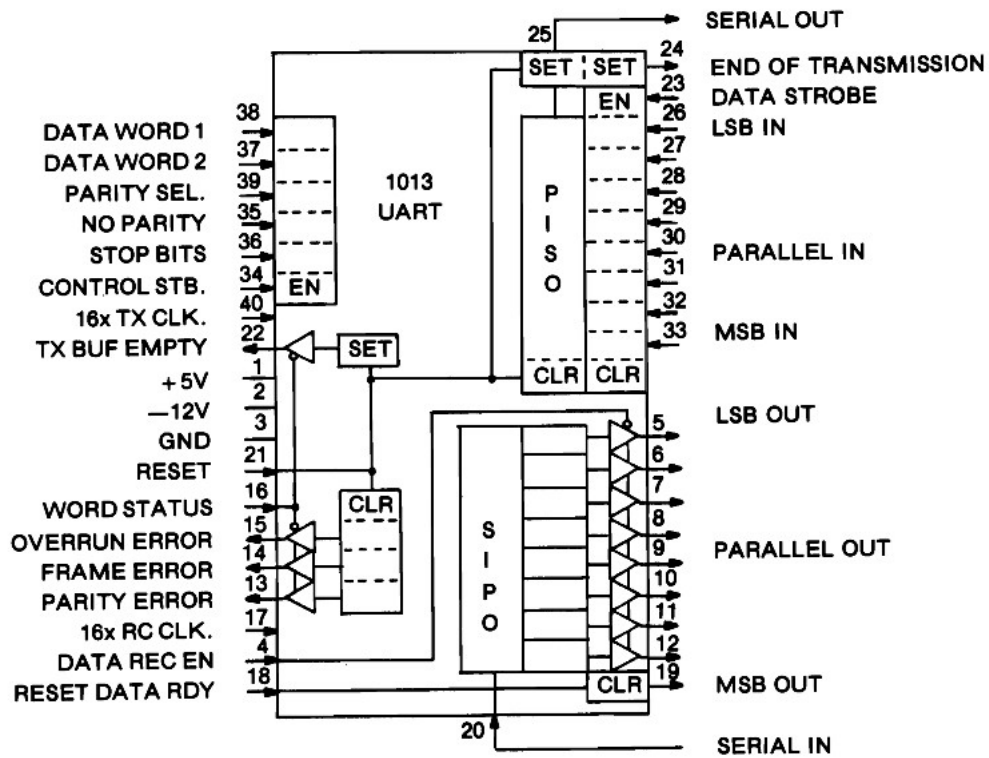 SERIAL OUT
25
24
SET SET
END OF TRANSMISSION
23
EN
DATA STROBE
38
26
DATA WORD 1
LSB IN
37
27
DATA WORD 2
39
1013
28
PARITY SEL.
UART
35
29
NO PARITY
36
30
STOP BITS
PARALLEL IN
34
31
CONTROL STB.
EN
40
32
16x TX CLK.
22
33
MSB IN
TX BUF EMPTY
SET
PISO
CLR CLR
1
+5V
2
—12V
LSB OUT
3
5
GND
21
6
RESET
16
7
WORD STATUS
CLR
15
8
OVERRUN ERROR
14
9
PARALLEL OUT
FRAME ERROR
13
10
PARITY ERROR
SIPO
17
11
16x RC CLK.
4
12
DATA REC EN
18
19
RESET DATA RDY
CLR
MSB OUT
20
SERIAL IN